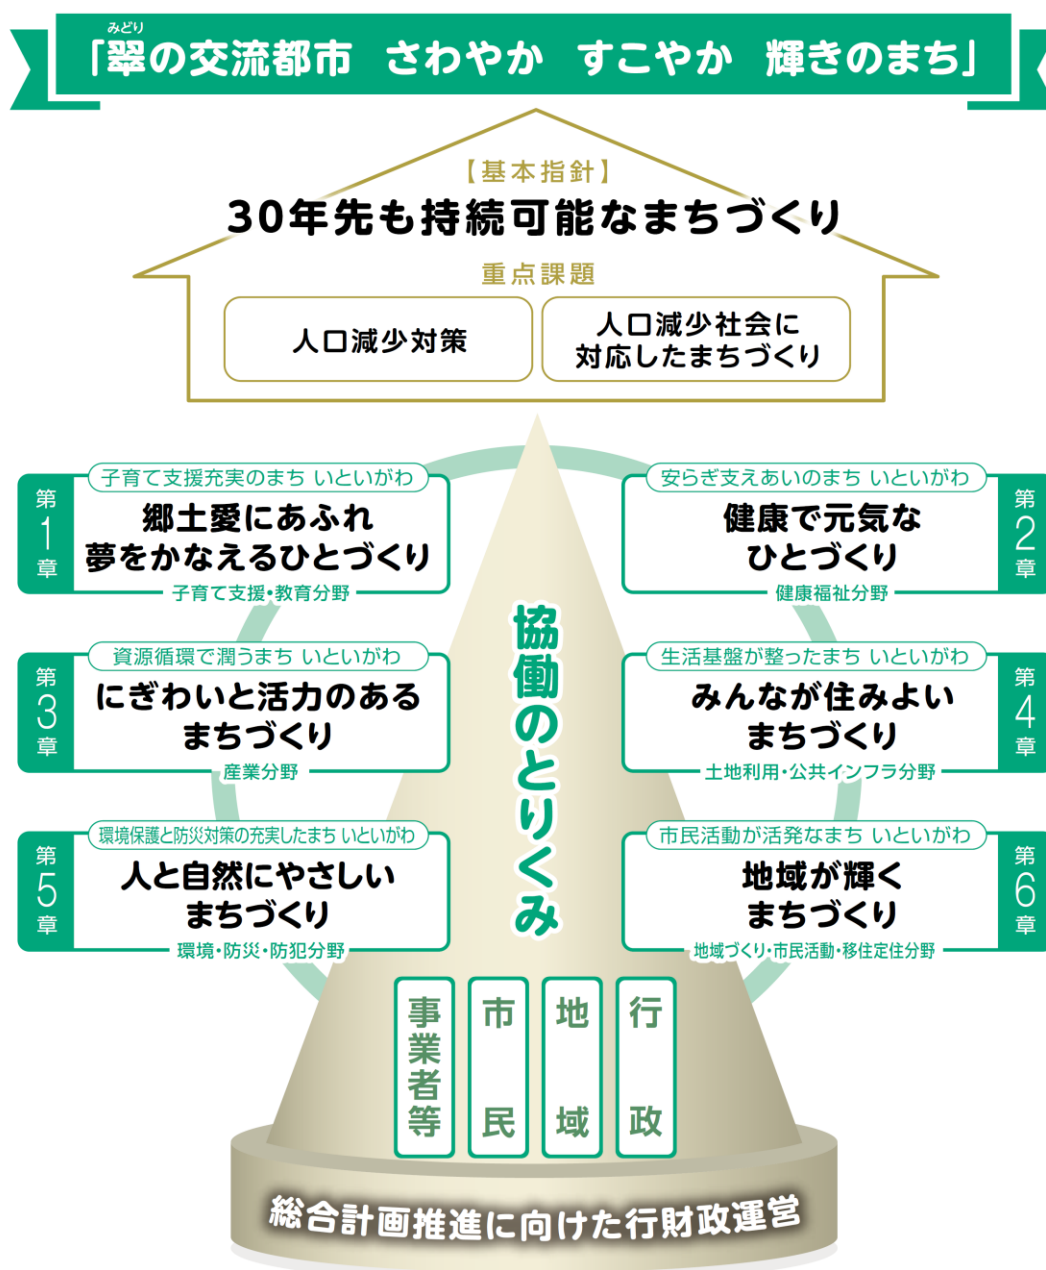 みどり
「翠の交流都市 さわやか すこやか 輝きのまち」
【基本指針】
30年先も持続可能なまちづくり
重点課題
人口減少対策
人口減少社会に
対応したまちづくり
第1章
子育て支援充実のまち いといがわ
郷土愛にあふれ
夢をかなえるひとづくり
子育て支援・教育分野
第2章
安らぎ支えあいのまち いといがわ
健康で元気な
ひとづくり
健康福祉分野
第3章
資源循環で潤うまち いといがわ
にぎわいと活力のある
まちづくり
産業分野
第4章
生活基盤が整ったまち いといがわ
みんなが住みよい
まちづくり
土地利用・公共インフラ分野
第5章
環境保護と防災対策の充実したまち いといがわ
人と自然にやさしい
まちづくり
環境・防災・防犯分野
第6章
市民活動が活発なまち いといがわ
地域が輝く
まちづくり
地域づくり・市民活動・移住定住分野
協働のとりくみ
事業者等
市民
地域
行政
総合計画推進に向けた行財政運営